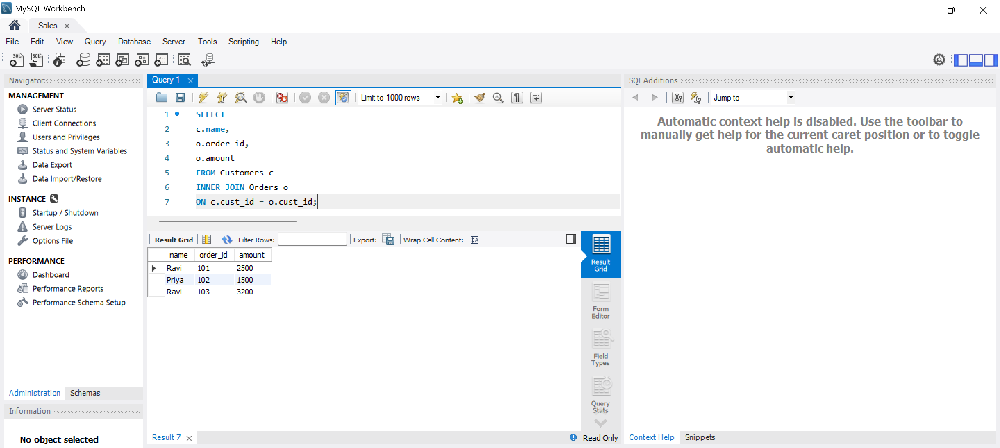 MySQL Workbench
Sales
File Edit View Query Database Server Tools Scripting Help
Navigator
MANAGEMENT
Server Status
Client Connections
Users and Privileges
Status and System Variables
Data Export
Data Import/Restore
INSTANCE
Startup / Shutdown
Server Logs
Options File
PERFORMANCE
Dashboard
Performance Reports
Performance Schema Setup
Administration Schemas
Information
No object selected
Query 1
Limit to 1000 rows
1 SELECT
2 c.name,
3 o.order_id,
4 o.amount
5 FROM Customers c
6 INNER JOIN Orders o
7 ON c.cust_id = o.cust_id;
Result Grid Filter Rows: Export: Wrap Cell Content:
name order_id amount
Ravi 101 2500
Priya 102 1500
Ravi 103 3200
Result
Grid
Form
Editor
Field
Types
Query
Stats
Result 7 Read Only
SQLAdditions
Jump to
Automatic context help is disabled. Use the toolbar to
manually get help for the current caret position or to toggle
automatic help.
Context Help Snippets